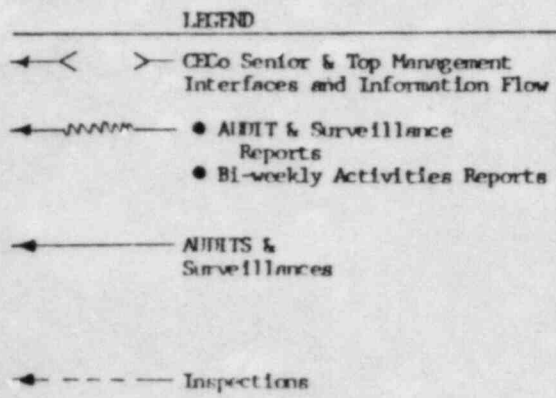 LEGEND
CECo Senior & Top Management
Interfaces and Information Flow
● AUDIT & Surveillance
Reports
● Bi-weekly Activities Reports
AUDITS &
Surveillances
Inspections